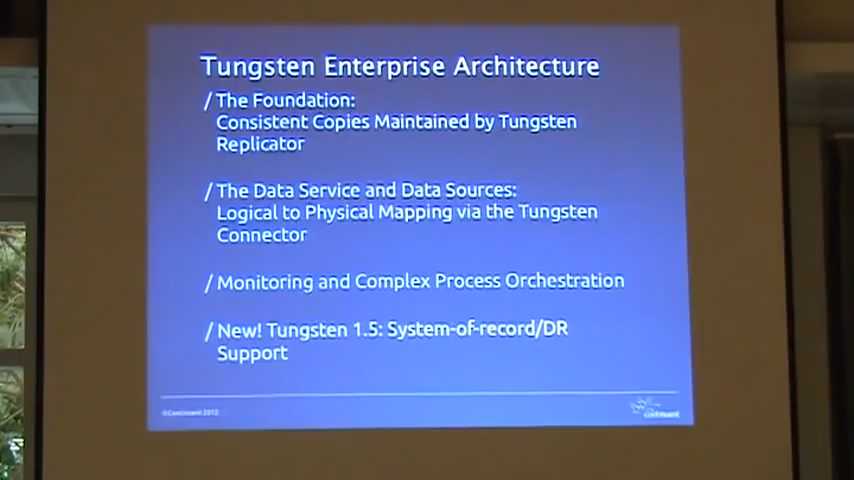 Tungsten Enterprise Architecture
/ The Foundation:
Consistent Copies Maintained by Tungsten
Replicator
/ The Data Service and Data Sources:
Logical to Physical Mapping via the Tungsten
Connector
/ Monitoring and Complex Process Orchestration
/ New! Tungsten 1.5: System-of-record/DR
Support
©Continuent 2012
continuent